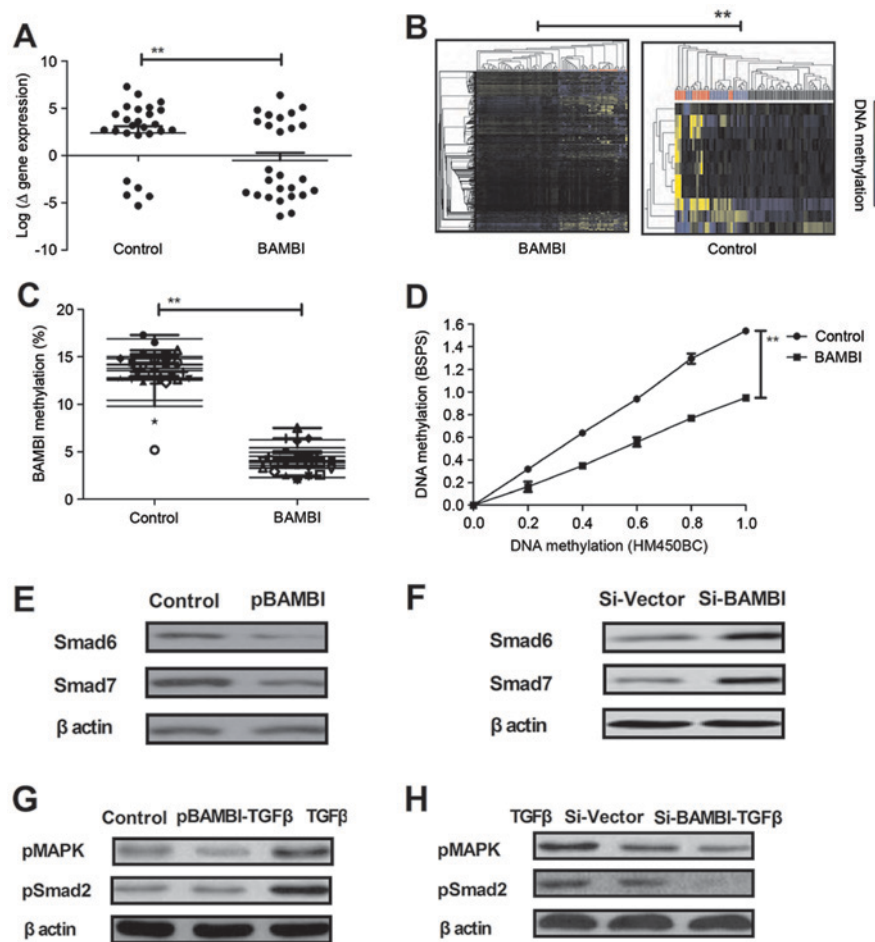 A
**
Log (Δ gene expression)
10
5
0
-5
-10
Control
BAMBI
B
**
BAMBI
Control
DNA methylation
C
**
BAMBI methylation (%)
20
15
10
5
0
*
Control
BAMBI
D
DNA methylation (BSPS)
1.6
1.4
1.2
1.0
0.8
0.6
0.4
0.2
0.0
0.0 0.2 0.4 0.6 0.8 1.0
DNA methylation (HM450BC)
Control
BAMBI
**
E
Control pBAMBI
Smad6
Smad7
β actin
F
Si-Vector Si-BAMBI
Smad6
Smad7
β actin
G
Control pBAMBI-TGFβ TGFβ
pMAPK
pSmad2
β actin
H
TGFβ Si-Vector Si-BAMBI-TGFβ
pMAPK
pSmad2
β actin